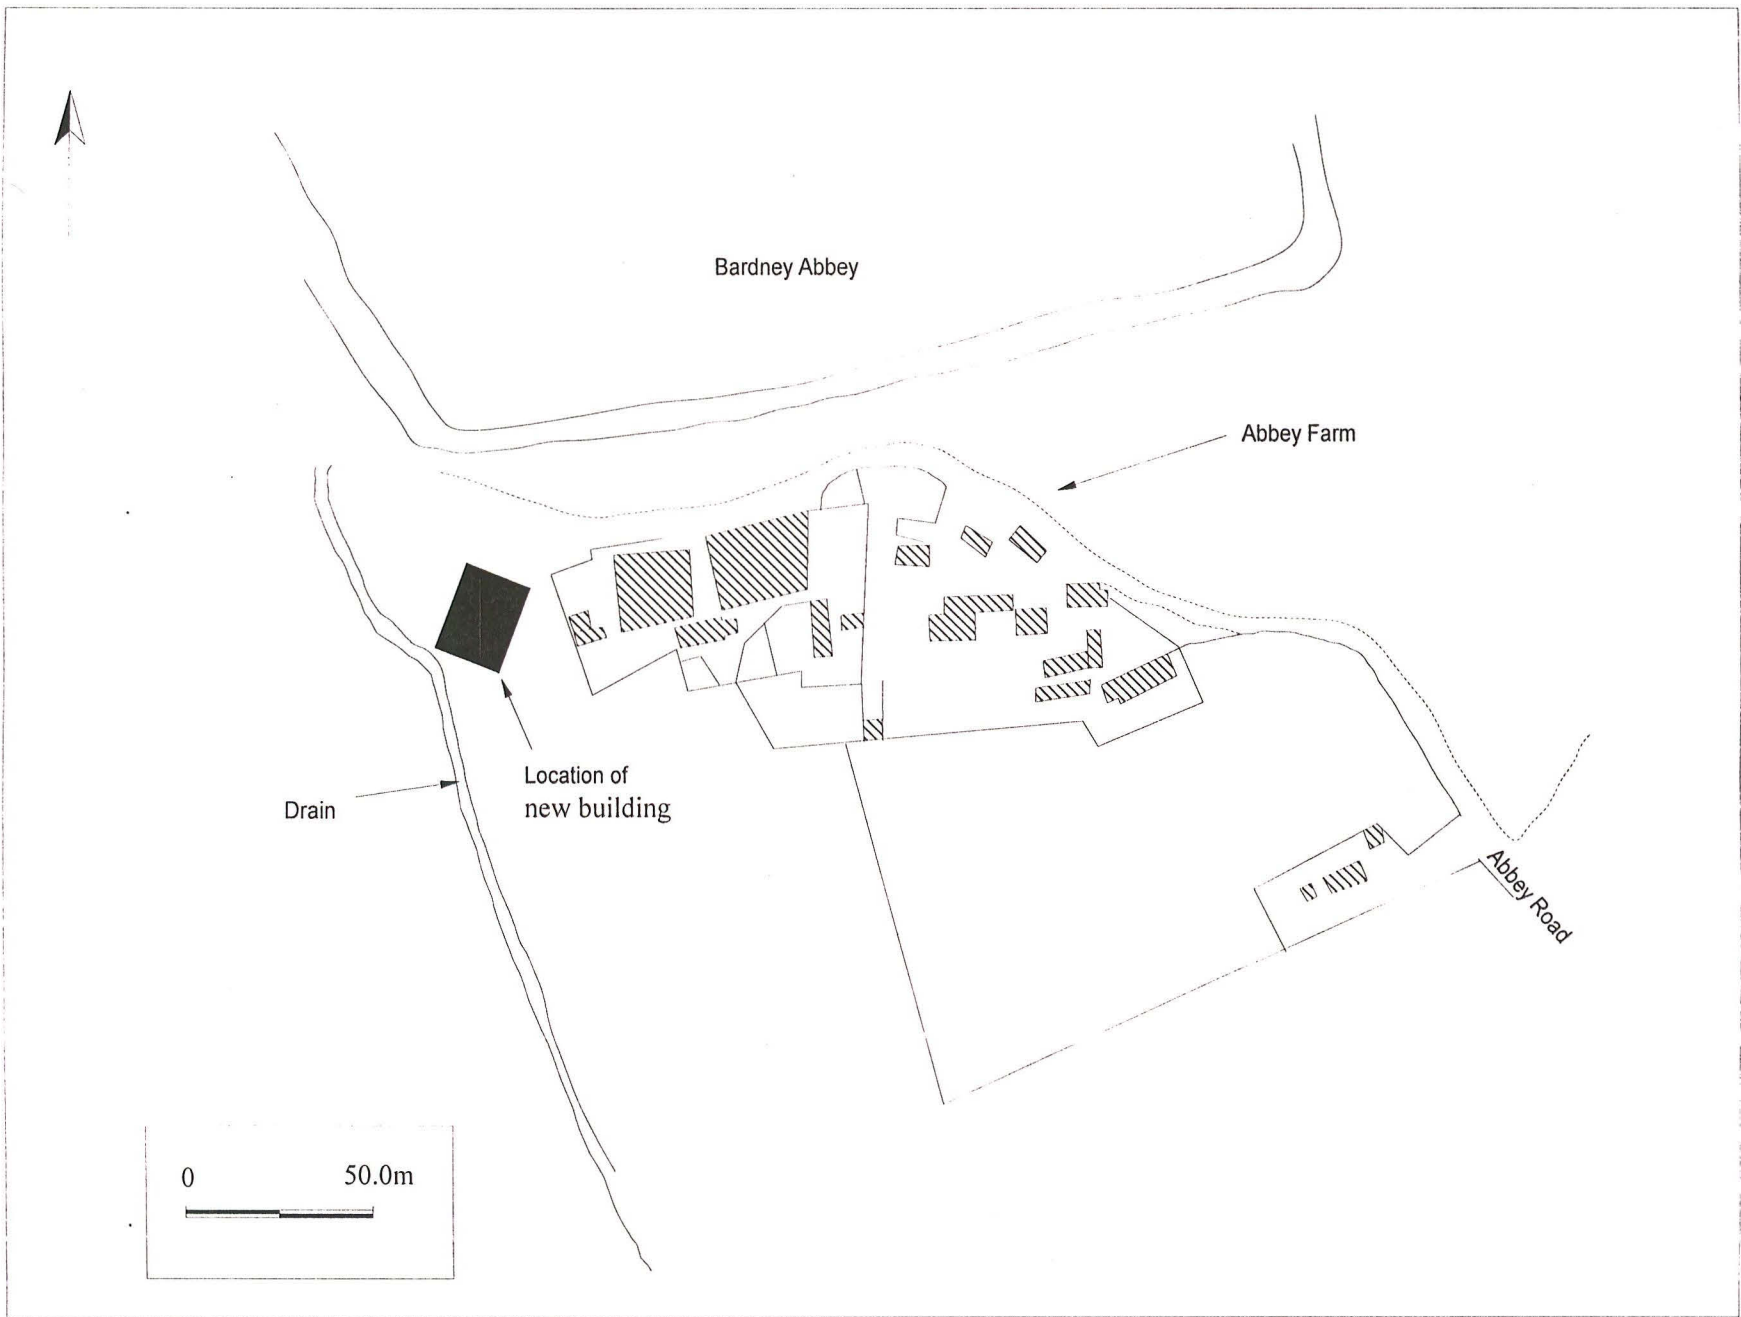 Bardney Abbey
Abbey Farm
Location of
new building
Drain
Abbey Road
0
50.0m